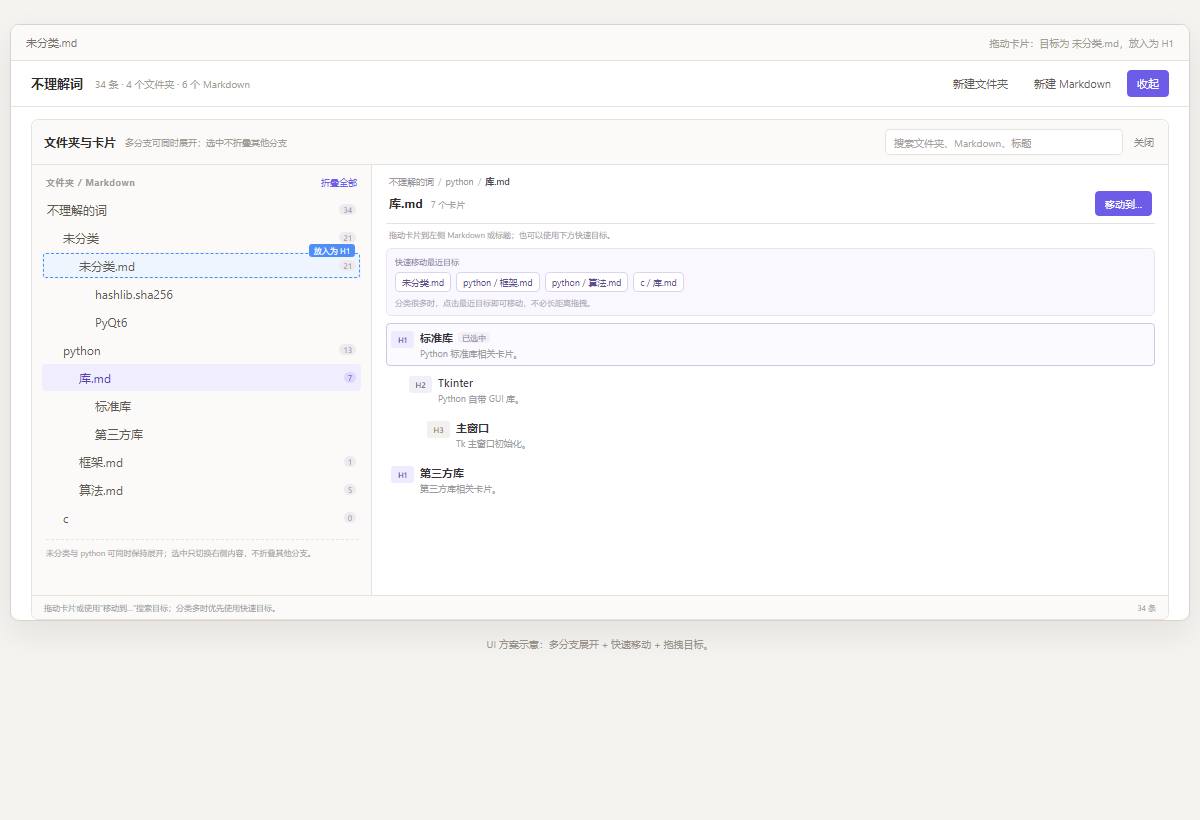 未分类.md
拖动卡片：目标为 未分类.md，放入为 H1
不理解词
34 条 · 4 个文件夹 · 6 个 Markdown
新建文件夹
新建 Markdown
收起
文件夹与卡片
多分支可同时展开；选中不折叠其他分支
搜索文件夹、Markdown、标题
关闭
文件夹 / Markdown
折叠全部
不理解的词
34
未分类
21
放入为 H1
未分类.md
21
hashlib.sha256
PyQt6
python
13
库.md
7
标准库
第三方库
框架.md
1
算法.md
5
c
0
未分类与 python 可同时保持展开；选中只切换右侧内容，不折叠其他分支。
不理解的词 / python / 库.md
库.md
7 个卡片
移动到...
拖动卡片到左侧 Markdown 或标题；也可以使用下方快速目标。
快速移动最近目标
未分类.md
python / 框架.md
python / 算法.md
c / 库.md
分类很多时，点击最近目标即可移动，不必长距离拖拽。
H1
标准库
已选中
Python 标准库相关卡片。
H2
Tkinter
Python 自带 GUI 库。
H3
主窗口
Tk 主窗口初始化。
H1
第三方库
第三方库相关卡片。
拖动卡片或使用"移动到..."搜索目标；分类多时优先使用快速目标。
34 条
UI 方案示意：多分支展开 + 快速移动 + 拖拽目标。